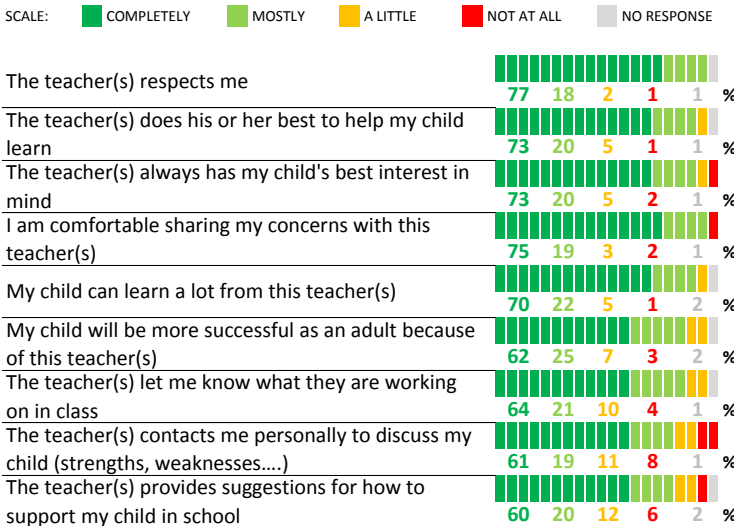 SCALE: COMPLETELY MOSTLY A LITTLE NOT AT ALL NO RESPONSE
The teacher(s) respects me
77 18 2 1 1 %
The teacher(s) does his or her best to help my child
learn
73 20 5 1 1 %
The teacher(s) always has my child's best interest in
mind
73 20 5 2 1 %
I am comfortable sharing my concerns with this
teacher(s)
75 19 3 2 1 %
My child can learn a lot from this teacher(s)
70 22 5 1 2 %
My child will be more successful as an adult because
of this teacher(s)
62 25 7 3 2 %
The teacher(s) let me know what they are working
on in class
64 21 10 4 1 %
The teacher(s) contacts me personally to discuss my
child (strengths, weaknesses....)
61 19 11 8 1 %
The teacher(s) provides suggestions for how to
support my child in school
60 20 12 6 2 %